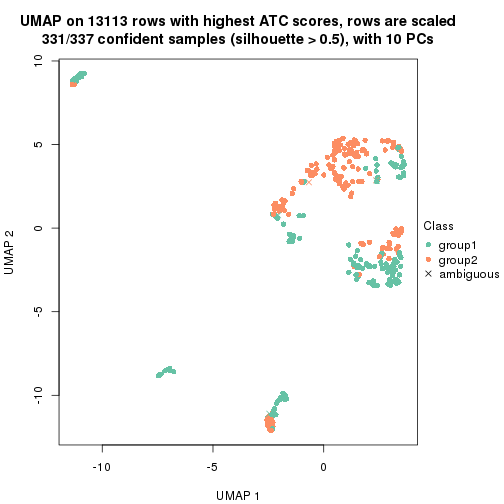 UMAP on 13113 rows with highest ATC scores, rows are scaled
331/337 confident samples (silhouette > 0.5), with 10 PCs
10
5
0
-5
-10
UMAP 2
-10
-5
0
UMAP 1
Class
group1
group2
ambiguous